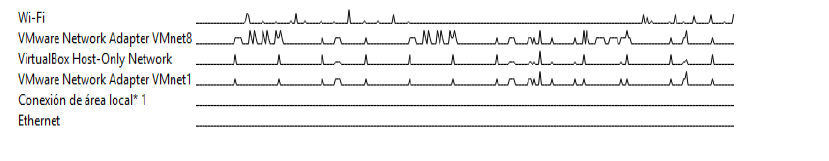 Wi-Fi
VMware Network Adapter VMnet8
VirtualBox Host-Only Network
VMware Network Adapter VMnet1
Conexión de área local* 1
Ethernet